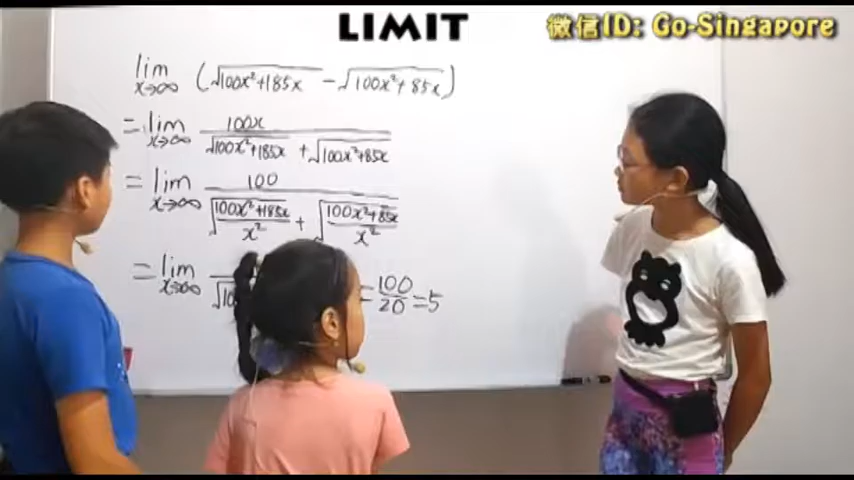 LIMIT
微信ID: Go-Singapore
lim x→∞ (√100x²+185x − √100x²+85x)
= lim x→∞ 100x / √100x²+185x + √100x²+85x
= lim x→∞ 100 / √100x²+185x / x² + √100x²+85x / x²
= lim x→∞ = 100/20 = 5